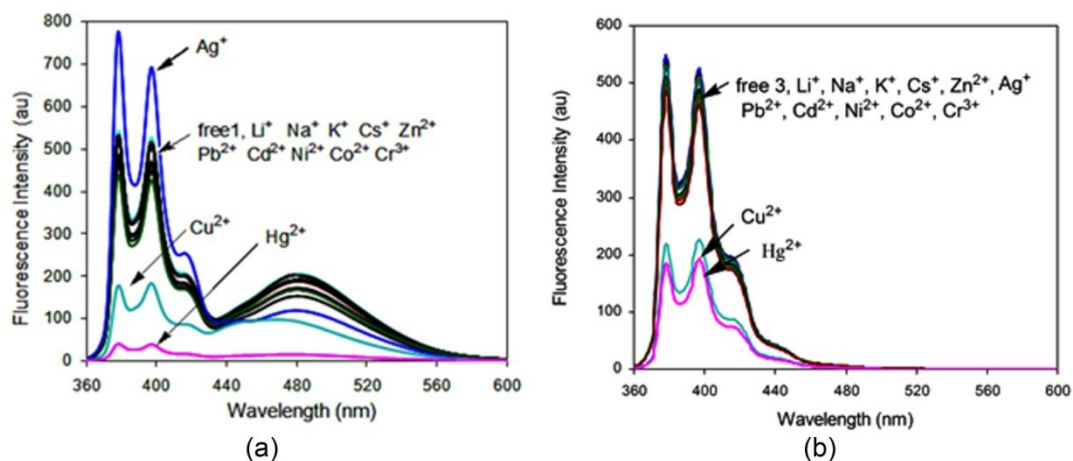 800
700
600
500
400
300
200
100
0
Fluorescence Intensity (au)
Ag⁺
free1, Li⁺ Na⁺ K⁺ Cs⁺ Zn²⁺
Pb²⁺ Cd²⁺ Ni²⁺ Co²⁺ Cr³⁺
Cu²⁺
Hg²⁺
360 400 440 480 520 560 600
Wavelength (nm)
(a)
600
500
400
300
200
100
0
Fluorescence Intensity (au)
free 3, Li⁺, Na⁺, K⁺, Cs⁺, Zn²⁺, Ag⁺
Pb²⁺, Cd²⁺, Ni²⁺, Co²⁺, Cr³⁺
Cu²⁺
Hg²⁺
360 400 440 480 520 560 600
Wavelength (nm)
(b)